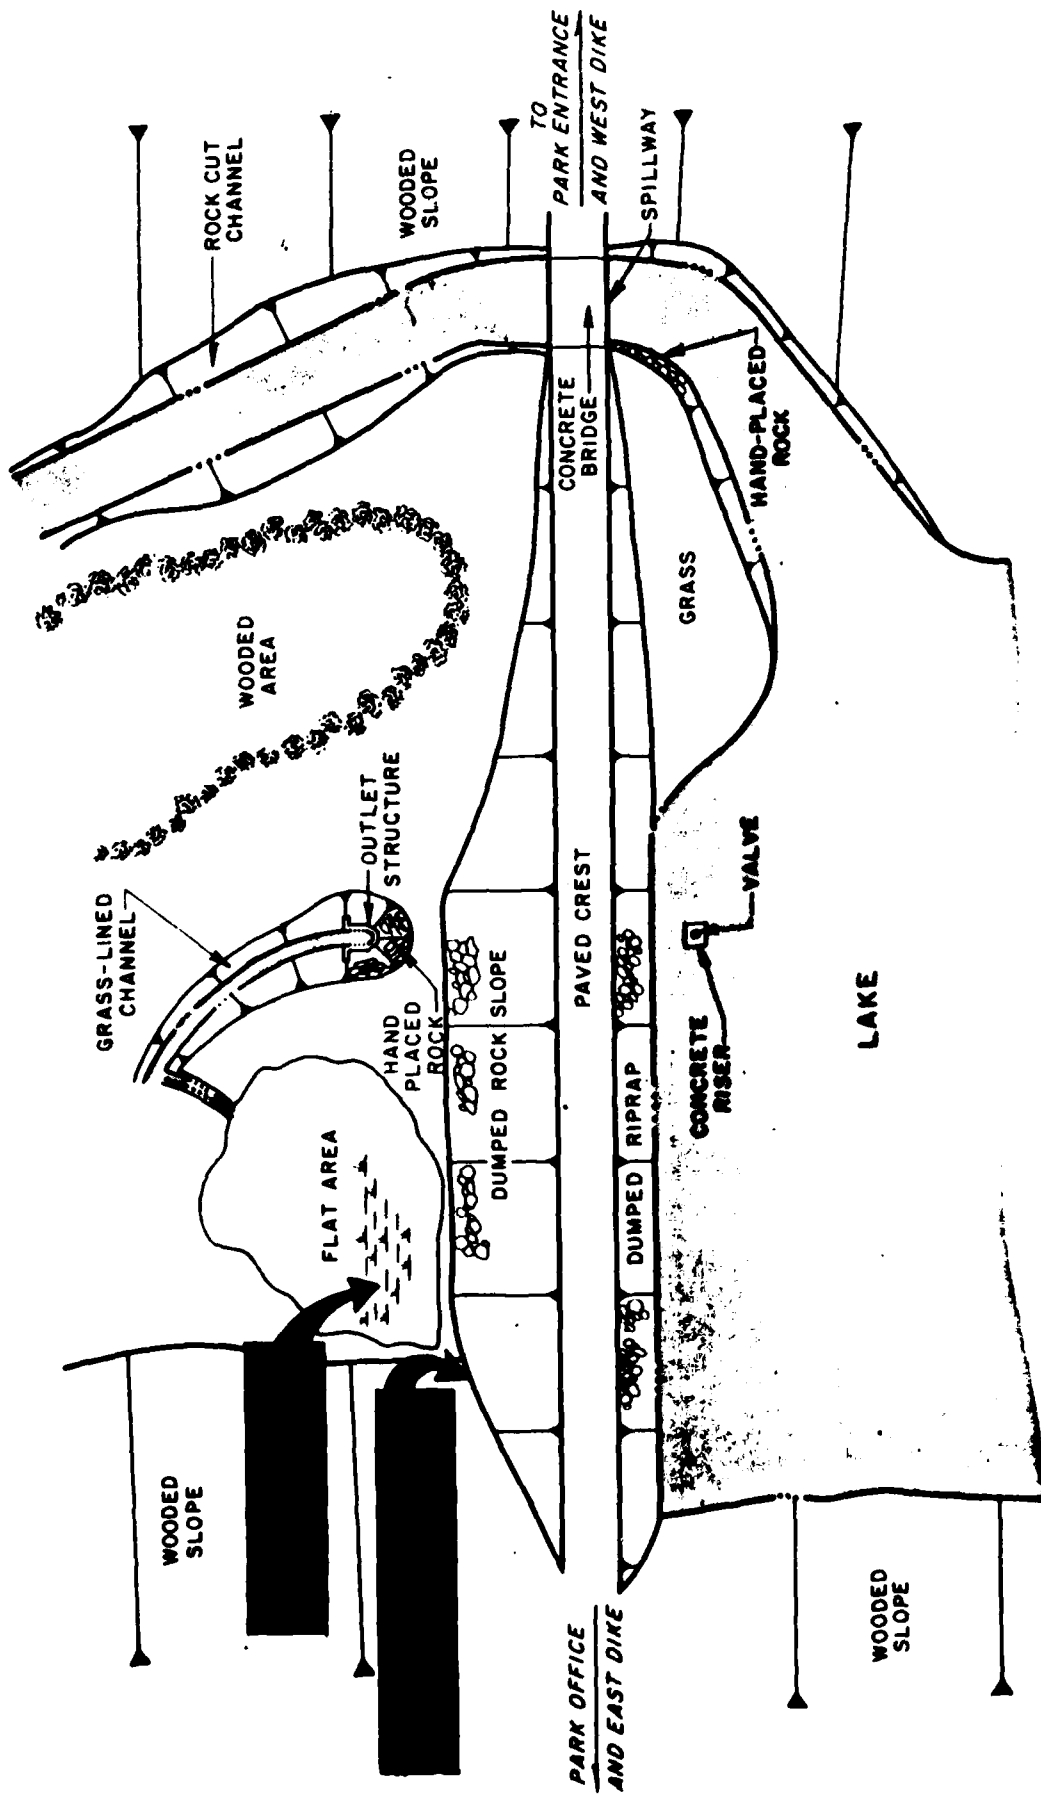 TO
PARK ENTRANCE
AND WEST DIKE
ROCK CUT
CHANNEL
WOODED
SLOPE
SPILLWAY
CONCRETE
BRIDGE
HAND-PLACED
ROCK
WOODED
AREA
GRASS
GRASS-LINED
CHANNEL
OUTLET
STRUCTURE
HAND
PLACED
ROCK
DUMPED ROCK SLOPE
PAVED CREST
VALVE
CONCRETE
RISER
LAKE
FLAT AREA
DUMPED RIPRAP
WOODED
SLOPE
WOODED
SLOPE
PARK OFFICE
AND EAST DIKE